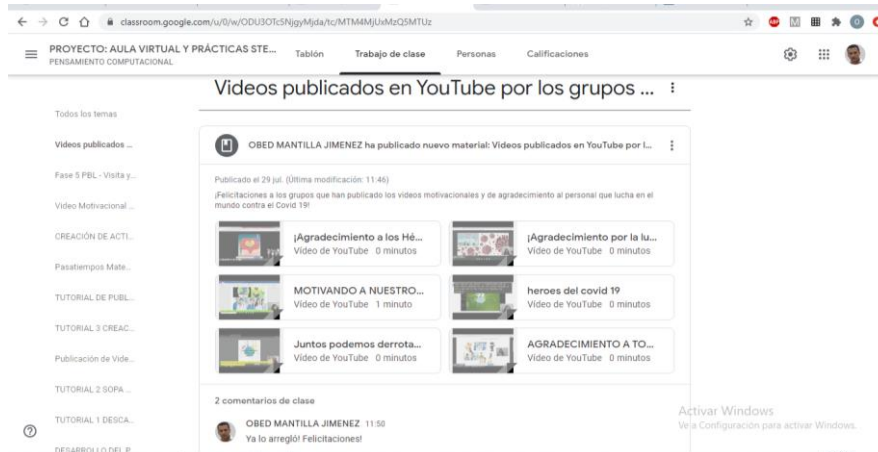 classroom.google.com/u/0/w/ODU3OTc5NjgyMjda/tc/MTM4MjUxMzQ5MTUz
PROYECTO: AULA VIRTUAL Y PRÁCTICAS STE...
PENSAMIENTO COMPUTACIONAL
Tablón
Trabajo de clase
Personas
Calificaciones
Videos publicados en YouTube por los grupos ...
Todos los temas
Videos publicados ...
Fase 5 PBL - Visita y...
Video Motivacional ...
CREACIÓN DE ACTI...
Pasatiempos Mate...
TUTORIAL DE PUBL...
TUTORIAL 3 CREAC...
Publicación de Vide...
TUTORIAL 2 SOPA ...
TUTORIAL 1 DESCA...
DESARROLLO DEL P...
OBED MANTILLA JIMENEZ ha publicado nuevo material: Videos publicados en YouTube por l...
Publicado el 29 jul. (Última modificación: 11:46)
¡Felicitaciones a los grupos que han publicado los videos motivacionales y de agradecimiento al personal que lucha en el
mundo contra el Covid 19!
¡Agradecimiento a los Hé...
Vídeo de YouTube 0 minutos
¡Agradecimiento por la lu...
Vídeo de YouTube 0 minutos
MOTIVANDO A NUESTRO...
Vídeo de YouTube 1 minuto
heroes del covid 19
Vídeo de YouTube 0 minutos
Juntos podemos derrota...
Vídeo de YouTube 0 minutos
AGRADECIMIENTO A TO...
Vídeo de YouTube 0 minutos
2 comentarios de clase
OBED MANTILLA JIMENEZ 11:50
Ya lo arregló! Felicitaciones!
Activar Windows
Ve a Configuración para activar Windows.